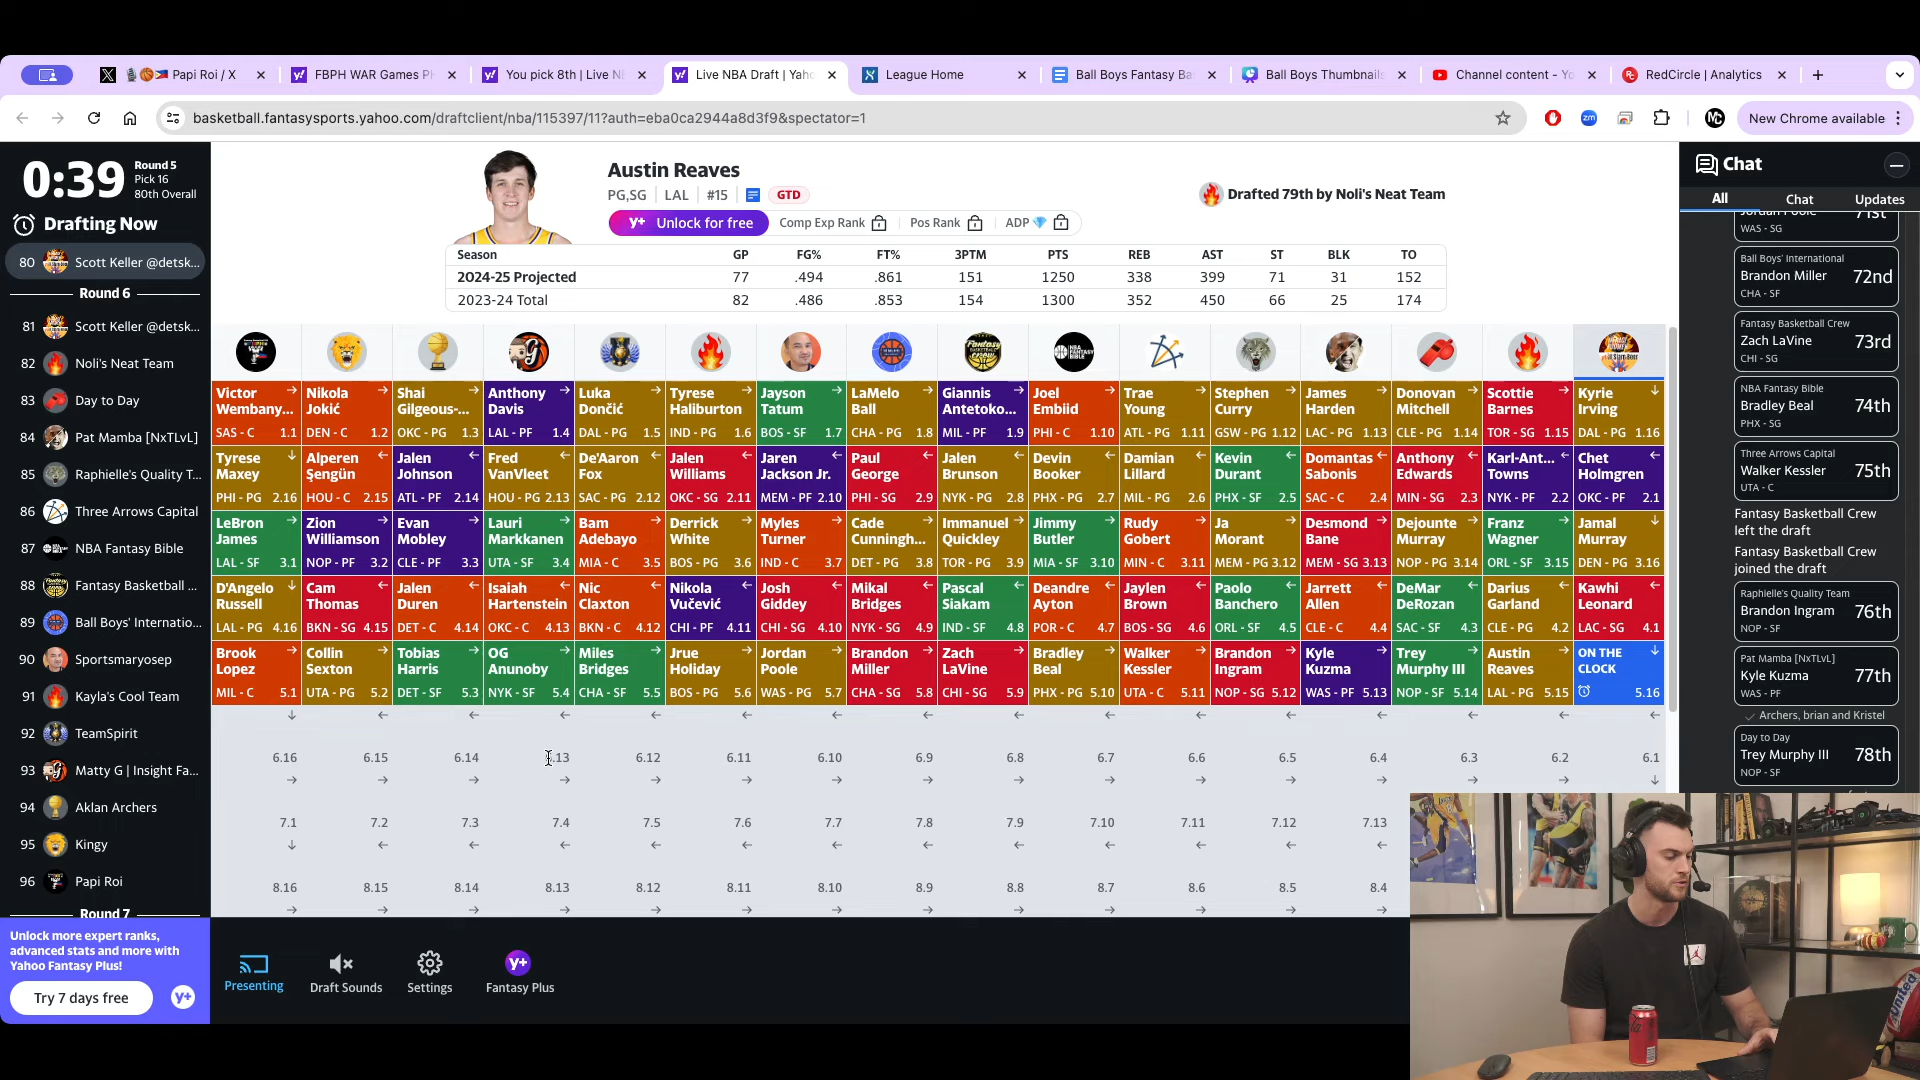 Papi Roi / X
FBPH WAR Games Ph
You pick 8th | Live N
Live NBA Draft | Yaho
League Home
Ball Boys Fantasy Ba
Ball Boys Thumbnails
Channel content - Yo
RedCircle | Analytics
basketball.fantasysports.yahoo.com/draftclient/nba/115397/11?auth=eba0ca2944a8d3f9&spectator=1
New Chrome available
0:39
Round 5
Pick 16
80th Overall
Drafting Now
80 Scott Keller @detsk...
Round 6
81 Scott Keller @detsk...
82 Noli's Neat Team
83 Day to Day
84 Pat Mamba [NxTLvL]
85 Raphielle's Quality T...
86 Three Arrows Capital
87 NBA Fantasy Bible
88 Fantasy Basketball ...
89 Ball Boys' Internatio...
90 Sportsmaryosep
91 Kayla's Cool Team
92 TeamSpirit
93 Matty G | Insight Fa...
94 Aklan Archers
95 Kingy
96 Papi Roi
Round 7
Unlock more expert ranks,
advanced stats and more with
Yahoo Fantasy Plus!
Try 7 days free
y+
Austin Reaves
PG,SG | LAL | #15 GTD
y+ Unlock for free Comp Exp Rank Pos Rank ADP
Drafted 79th by Noli's Neat Team
Season GP FG% FT% 3PTM PTS REB AST ST BLK TO
2024-25 Projected 77 .494 .861 151 1250 338 399 71 31 152
2023-24 Total 82 .486 .853 154 1300 352 450 66 25 174
Victor Nikola Shai Anthony Luka Tyrese Jayson LaMelo Giannis Joel Trae Stephen James Donovan Scottie Kyrie
Wembany... Jokić Gilgeous-... Davis Dončić Haliburton Tatum Ball Antetoko... Embiid Young Curry Harden Mitchell Barnes Irving
SAS - C 1.1 DEN - C 1.2 OKC - PG 1.3 LAL - PF 1.4 DAL - PG 1.5 IND - PG 1.6 BOS - SF 1.7 CHA - PG 1.8 MIL - PF 1.9 PHI - C 1.10 ATL - PG 1.11 GSW - PG 1.12 LAC - PG 1.13 CLE - PG 1.14 TOR - SG 1.15 DAL - PG 1.16
Tyrese Alperen Jalen Fred De'Aaron Jalen Jaren Paul Jalen Devin Damian Kevin Domantas Anthony Karl-Ant... Chet
Maxey Şengün Johnson VanVleet Fox Williams Jackson Jr. George Brunson Booker Lillard Durant Sabonis Edwards Towns Holmgren
PHI - PG 2.16 HOU - C 2.15 ATL - PF 2.14 HOU - PG 2.13 SAC - PG 2.12 OKC - SG 2.11 MEM - PF 2.10 PHI - SG 2.9 NYK - PG 2.8 PHX - PG 2.7 MIL - PG 2.6 PHX - SF 2.5 SAC - C 2.4 MIN - SG 2.3 NYK - PF 2.2 OKC - PF 2.1
LeBron Zion Evan Lauri Bam Derrick Myles Cade Immanuel Jimmy Rudy Ja Desmond Dejounte Franz Jamal
James Williamson Mobley Markkanen Adebayo White Turner Cunningh... Quickley Butler Gobert Morant Bane Murray Wagner Murray
LAL - SF 3.1 NOP - PF 3.2 CLE - PF 3.3 UTA - SF 3.4 MIA - C 3.5 BOS - PG 3.6 IND - C 3.7 DET - PG 3.8 TOR - PG 3.9 MIA - SF 3.10 MIN - C 3.11 MEM - PG 3.12 MEM - SG 3.13 NOP - PG 3.14 ORL - SF 3.15 DEN - PG 3.16
D'Angelo Cam Jalen Isaiah Nic Nikola Josh Mikal Pascal Deandre Jaylen Paolo Jarrett DeMar Darius Kawhi
Russell Thomas Duren Hartenstein Claxton Vučević Giddey Bridges Siakam Ayton Brown Banchero Allen DeRozan Garland Leonard
LAL - PG 4.16 BKN - SG 4.15 DET - C 4.14 OKC - C 4.13 BKN - C 4.12 CHI - PF 4.11 CHI - SG 4.10 NYK - SG 4.9 IND - SF 4.8 POR - C 4.7 BOS - SG 4.6 ORL - SF 4.5 CLE - C 4.4 SAC - SF 4.3 CLE - PG 4.2 LAC - SG 4.1
Brook Collin Tobias OG Miles Jrue Jordan Brandon Zach Bradley Walker Brandon Kyle Trey Austin ON THE
Lopez Sexton Harris Anunoby Bridges Holiday Poole Miller LaVine Beal Kessler Ingram Kuzma Murphy III Reaves CLOCK
MIL - C 5.1 UTA - PG 5.2 DET - SF 5.3 NYK - SF 5.4 CHA - SF 5.5 BOS - PG 5.6 WAS - PG 5.7 CHA - SG 5.8 CHI - SG 5.9 PHX - PG 5.10 UTA - C 5.11 NOP - SG 5.12 WAS - PF 5.13 NOP - SF 5.14 LAL - PG 5.15 5.16
6.16 6.15 6.14 6.13 6.12 6.11 6.10 6.9 6.8 6.7 6.6 6.5 6.4 6.3 6.2 6.1
7.1 7.2 7.3 7.4 7.5 7.6 7.7 7.8 7.9 7.10 7.11 7.12 7.13
8.16 8.15 8.14 8.13 8.12 8.11 8.10 8.9 8.8 8.7 8.6 8.5 8.4
Presenting
Draft Sounds
Settings
y+
Fantasy Plus
Chat
All Chat Updates
Jordan Poole 71st
WAS - SG
Ball Boys' International
Brandon Miller 72nd
CHA - SF
Fantasy Basketball Crew
Zach LaVine 73rd
CHI - SG
NBA Fantasy Bible
Bradley Beal 74th
PHX - SG
Three Arrows Capital
Walker Kessler 75th
UTA - C
Fantasy Basketball Crew
left the draft
Fantasy Basketball Crew
joined the draft
Raphielle's Quality Team
Brandon Ingram 76th
NOP - SF
Pat Mamba [NxTLvL]
Kyle Kuzma 77th
WAS - PF
Archers, brian and Kristel
Day to Day
Trey Murphy III 78th
NOP - SF